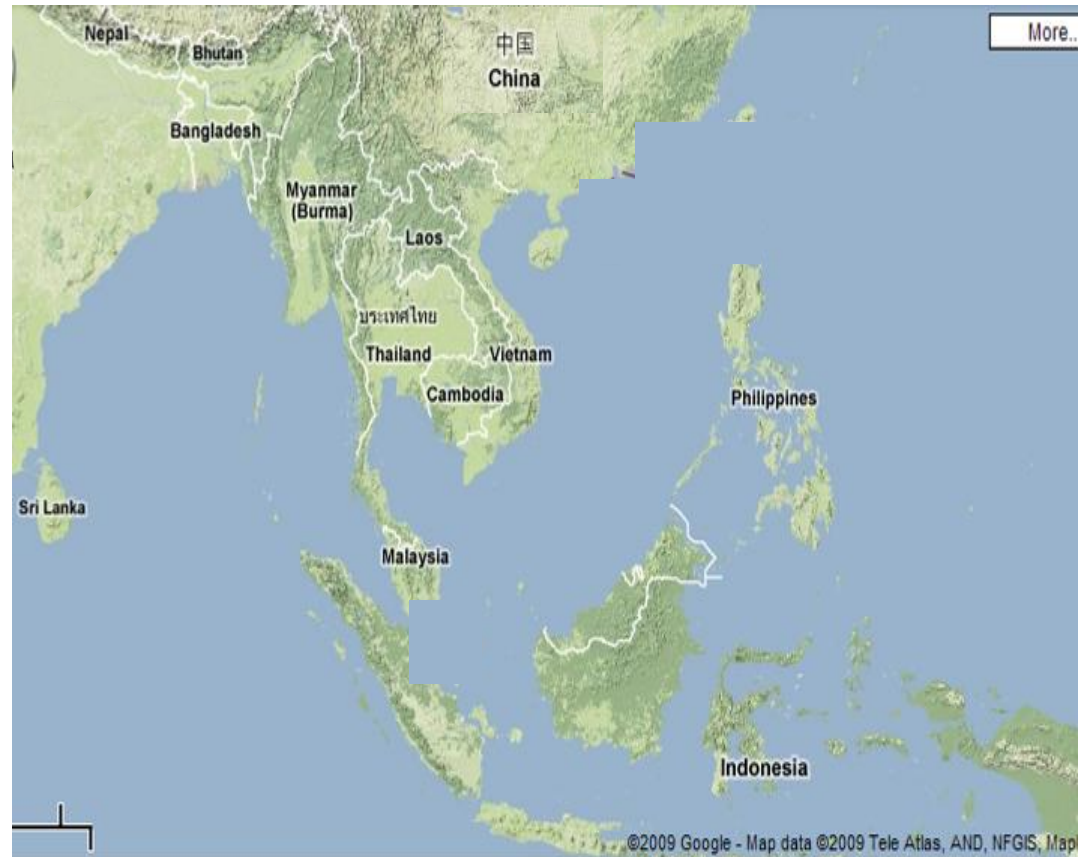 Nepal
Bhutan
中国
China
More..
Bangladesh
Myanmar
(Burma)
Laos
ประเทศไทย
Thailand
Vietnam
Cambodia
Philippines
Sri Lanka
Malaysia
Indonesia
©2009 Google - Map data ©2009 Tele Atlas, AND, NFGIS, Mapl